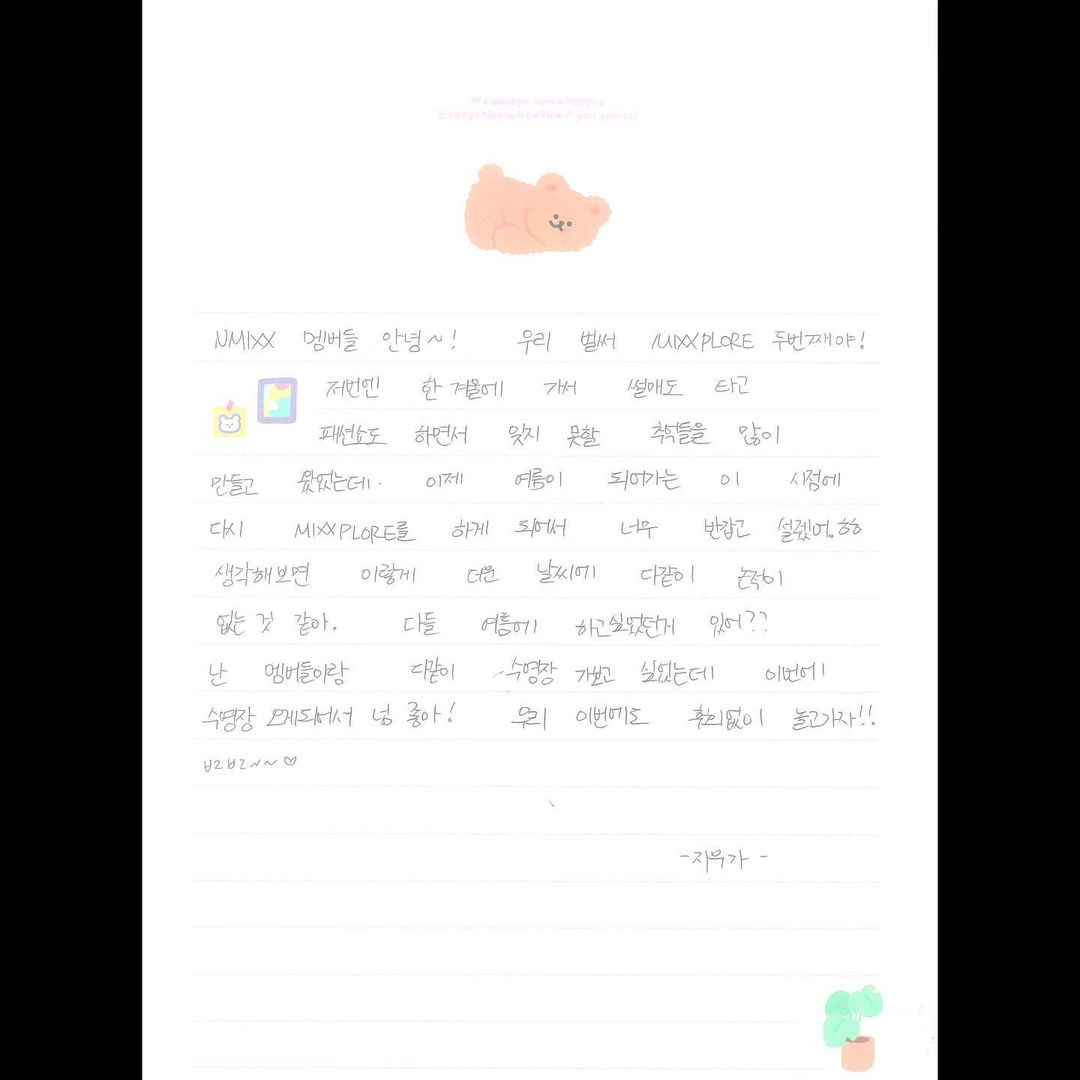 We always dance happy
Everything will be fine if you join us!
NMIXX 멤버들 안녕~! 우리 벌써 MIXXPLORE 두번째야!
저번엔 한 겨울에 가서 썰매도 타고
패션쇼도 하면서 잊지 못할 추억들을 많이
만들고 왔었는데. 이제 여름이 되어가는 이 시점에
다시 MIXXPLORE를 하게 되어서 너무 반갑고 설렜어.ㅎㅎ
생각해보면 이렇게 더운 날씨에 다같이 논적이
없는 것 같아. 다들 여름에 하고싶었던게 있어??
난 멤버들이랑 다같이 수영장 가보고 싶었는데 이번에
수영장 오게되어서 넘 좋아! 우리 이번에도 후회없이 놀고가자!!
ㅂㄹㅂㄹ~~♡
-지우가-